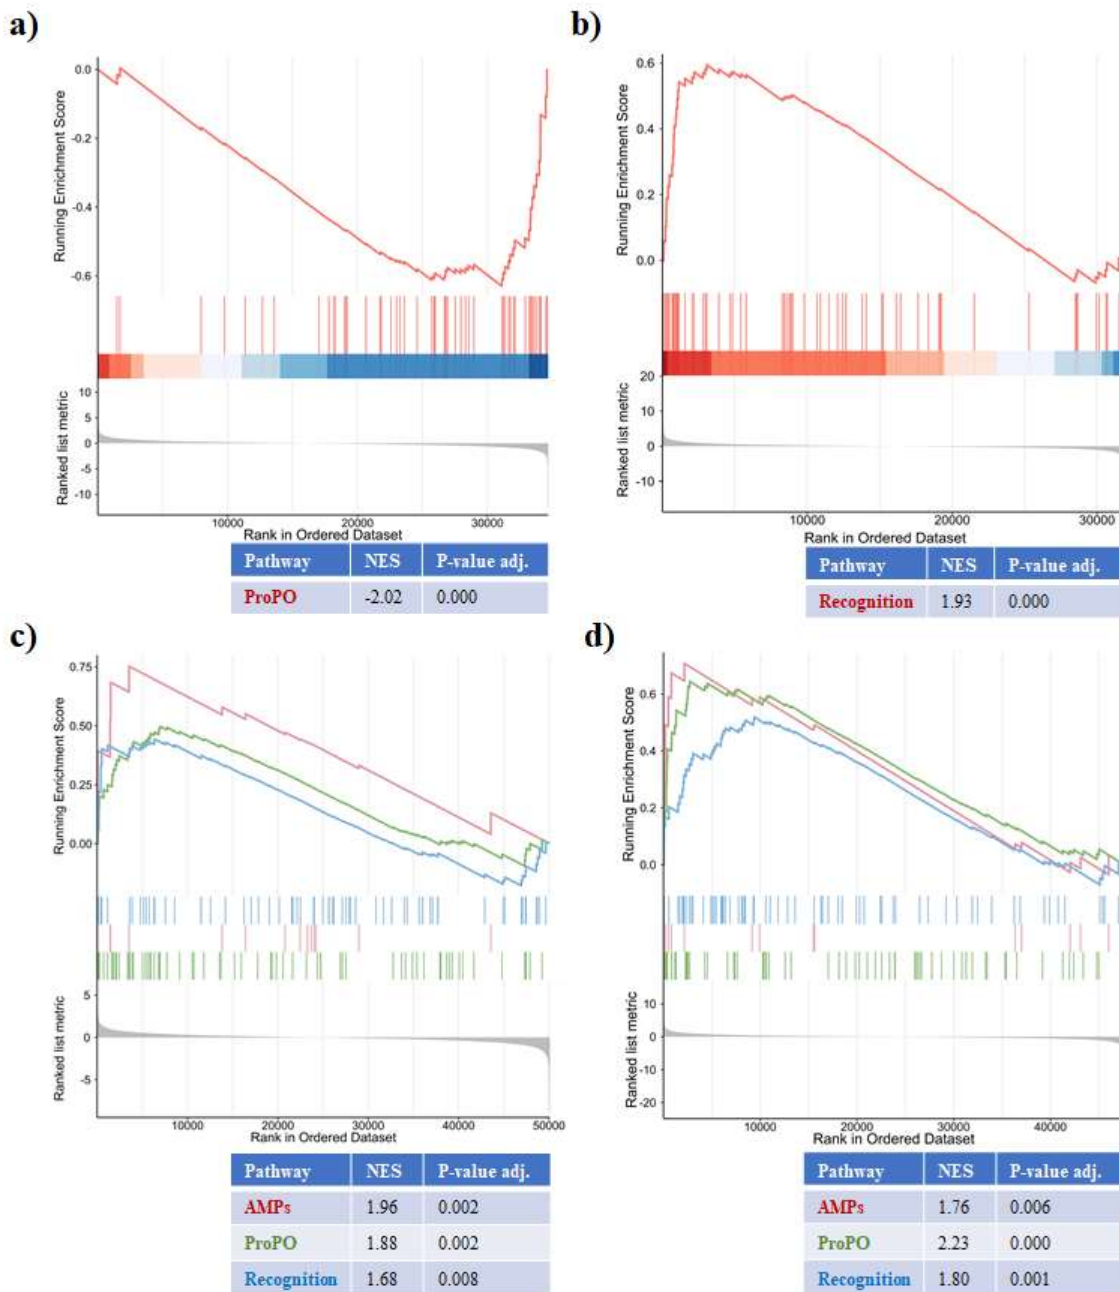 a)
0.0
-0.2
-0.4
-0.6
Running Enrichment Score
10
5
0
-5
-10
Ranked list metric
10000 20000 30000
Rank in Ordered Dataset
Pathway NES P-value adj.
ProPO -2.02 0.000
b)
0.6
0.4
0.2
0.0
Running Enrichment Score
20
10
0
-10
Ranked list metric
10000 20000 30000
Rank in Ordered Dataset
Pathway NES P-value adj.
Recognition 1.93 0.000
c)
0.75
0.50
0.25
0.00
Running Enrichment Score
5
0
-5
Ranked list metric
10000 20000 30000 40000 50000
Rank in Ordered Dataset
Pathway NES P-value adj.
AMPs 1.96 0.002
ProPO 1.88 0.002
Recognition 1.68 0.008
d)
0.6
0.4
0.2
0.0
Running Enrichment Score
10
0
-10
-20
Ranked list metric
10000 20000 30000 40000
Rank in Ordered Dataset
Pathway NES P-value adj.
AMPs 1.76 0.006
ProPO 2.23 0.000
Recognition 1.80 0.001